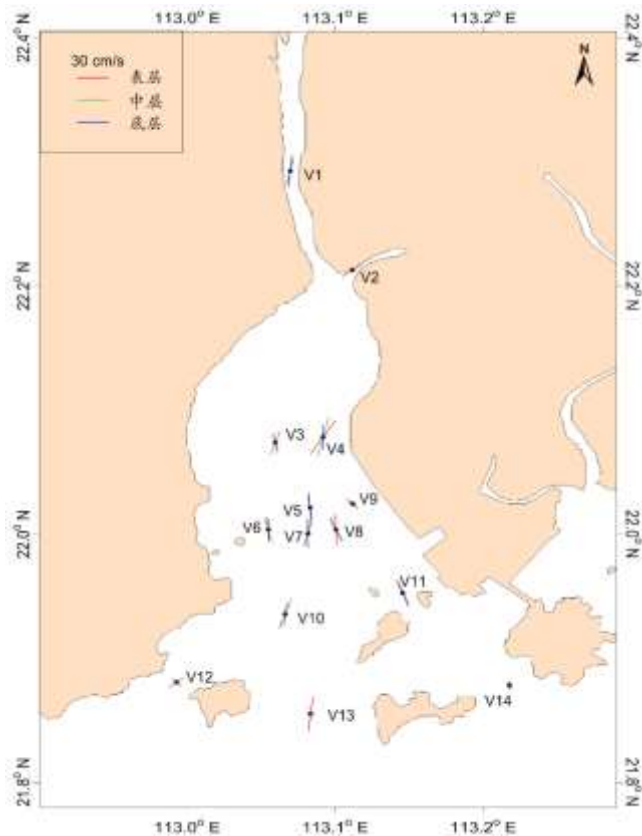 113.0° E 113.1° E 113.2° E
22.4° N 22.4° N
30 cm/s
表层
中层
底层
N
V1
V2
22.2° N 22.2° N
V3
V4
V5
V9
V6
V7
V8
22.0° N 22.0° N
V11
V10
V12
V14
V13
21.8° N 21.8° N
113.0° E 113.1° E 113.2° E